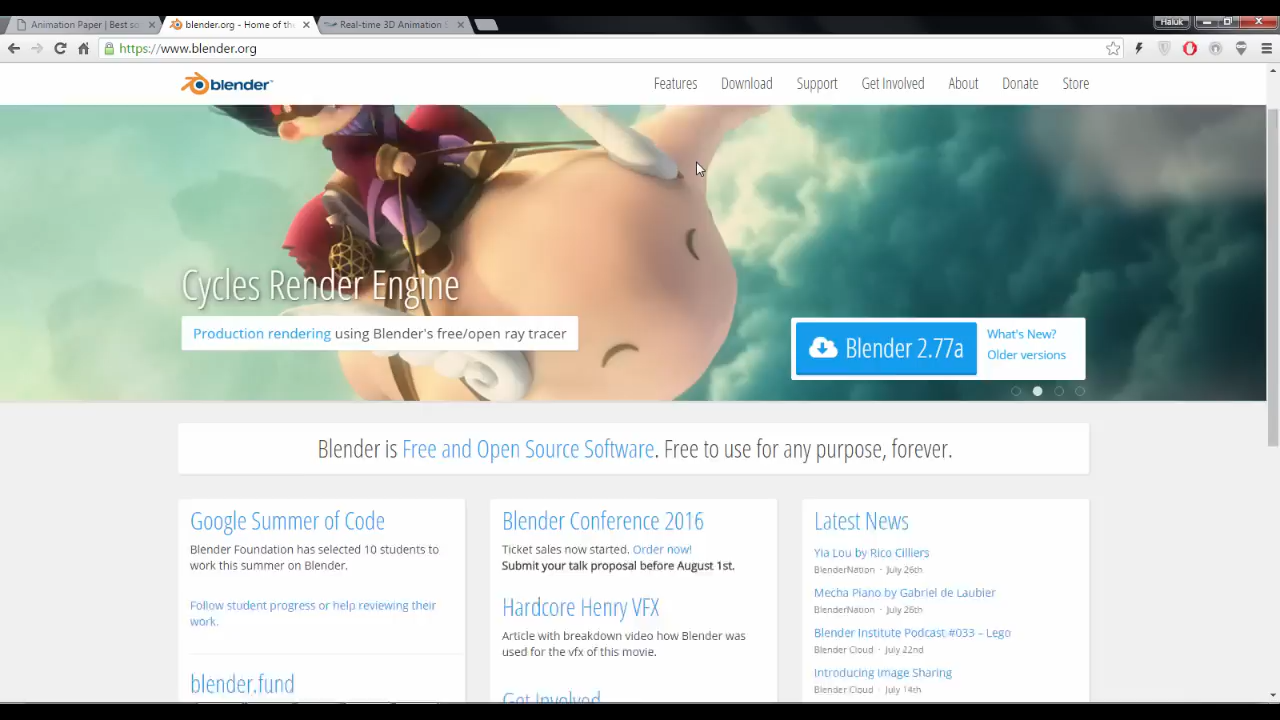 Animation Paper | Best so
blender.org - Home of the
Real-time 3D Animation
Haluk
https://www.blender.org
blender
Features
Download
Support
Get Involved
About
Donate
Store
Cycles Render Engine
Production rendering using Blender's free/open ray tracer
Blender 2.77a
What's New?
Older versions
Blender is Free and Open Source Software. Free to use for any purpose, forever.
Google Summer of Code
Blender Foundation has selected 10 students to
work this summer on Blender.
Follow student progress or help reviewing their
work.
blender.fund
Blender Conference 2016
Ticket sales now started. Order now!
Submit your talk proposal before August 1st.
Hardcore Henry VFX
Article with breakdown video how Blender was
used for the vfx of this movie.
Get Involved
Latest News
Yia Lou by Rico Cilliers
BlenderNation · July 26th
Mecha Piano by Gabriel de Laubier
BlenderNation · July 26th
Blender Institute Podcast #033 – Lego
Blender Cloud · July 22nd
Introducing Image Sharing
Blender Cloud · July 14th